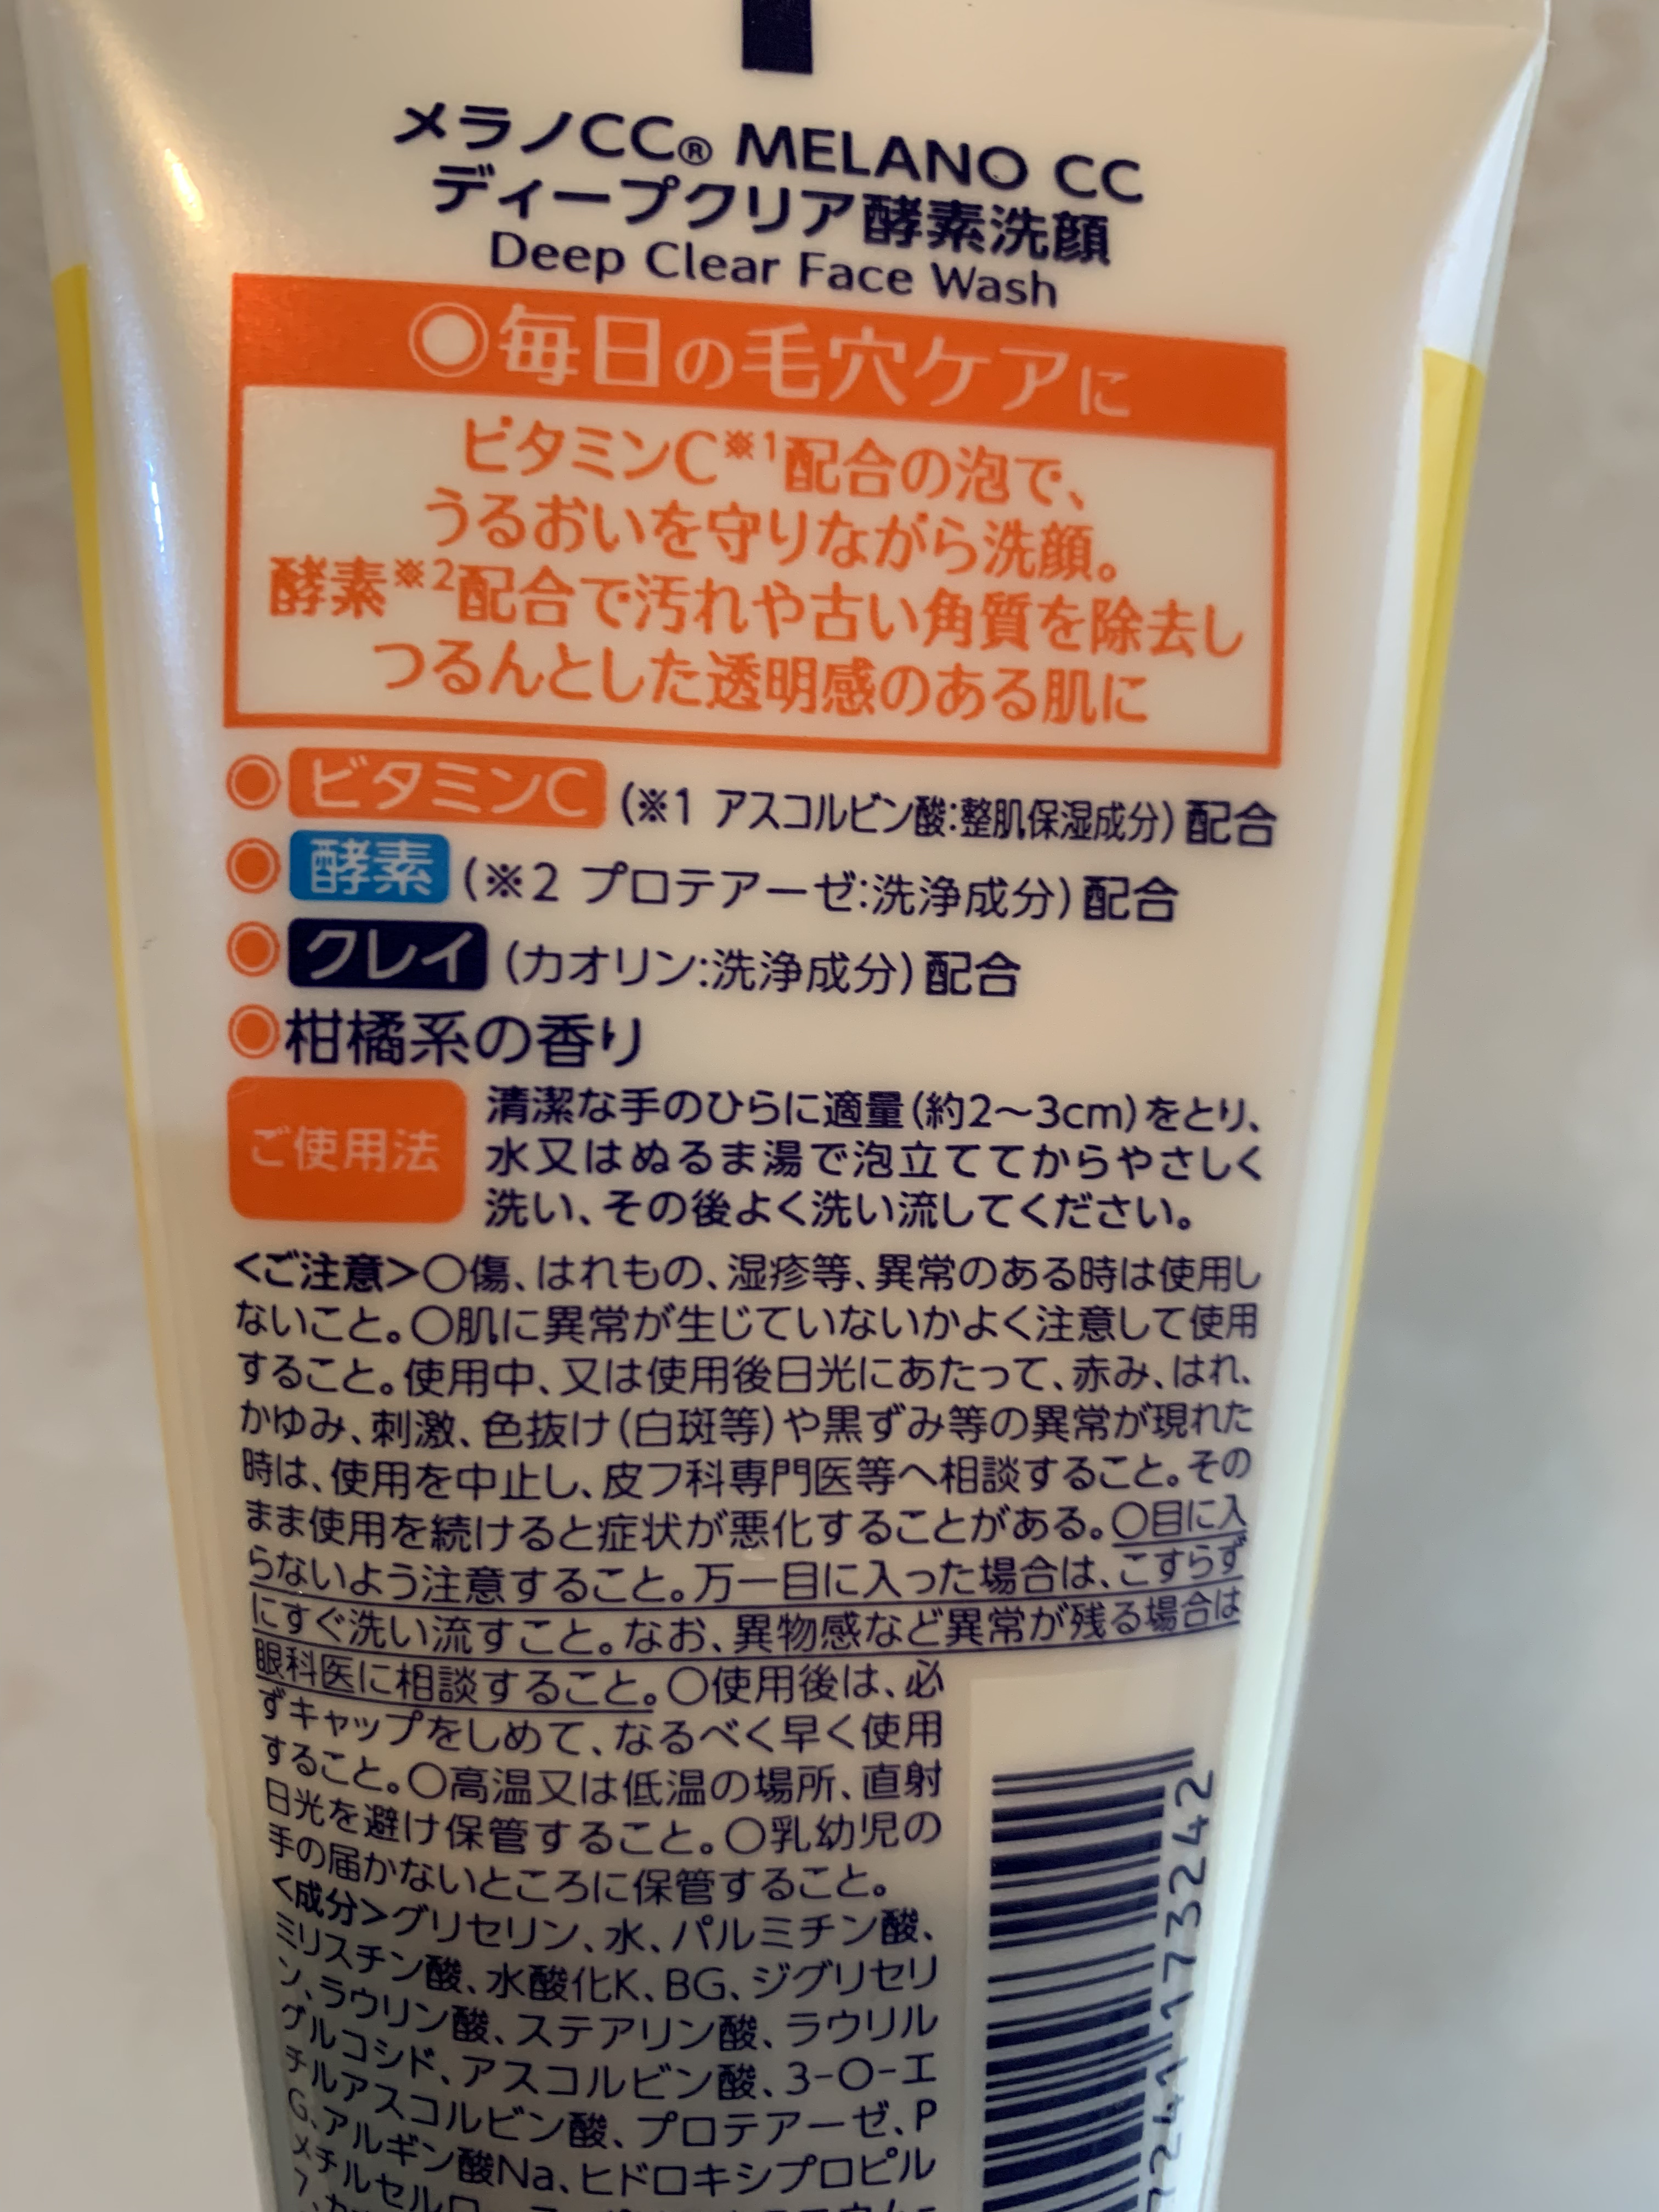 メラノCC® MELANO CC
ディープクリア酵素洗顔
Deep Clear Face Wash
◎毎日の毛穴ケアに
ビタミンC※1配合の泡で、
うるおいを守りながら洗顔。
酵素※2配合で汚れや古い角質を除去し
つるんとした透明感のある肌に
◎ビタミンC(※1 アスコルビン酸:整肌保湿成分)配合
◎酵素(※2 プロテアーゼ:洗浄成分)配合
◎クレイ(カオリン:洗浄成分)配合
◎柑橘系の香り
ご使用法
清潔な手のひらに適量(約2〜3cm)をとり、
水又はぬるま湯で泡立ててからやさしく
洗い、その後よく洗い流してください。
<ご注意>○傷、はれもの、湿疹等、異常のある時は使用し
ないこと。○肌に異常が生じていないかよく注意して使用
すること。使用中、又は使用後日光にあたって、赤み、はれ、
かゆみ、刺激、色抜け(白斑等)や黒ずみ等の異常が現れた
時は、使用を中止し、皮フ科専門医等へ相談すること。その
まま使用を続けると症状が悪化することがある。○目に入
らないよう注意すること。万一目に入った場合は、こすらず
にすぐ洗い流すこと。なお、異物感など異常が残る場合は
眼科医に相談すること。○使用後は、必
ずキャップをしめて、なるべく早く使用
すること。○高温又は低温の場所、直射
日光を避け保管すること。○乳幼児の
手の届かないところに保管すること。
<成分>グリセリン、水、パルミチン酸、
ミリスチン酸、水酸化K、BG、ジグリセリ
ン、ラウリン酸、ステアリン酸、ラウリル
グルコシド、アスコルビン酸、3-O-エ
チルアスコルビン酸、プロテアーゼ、P
G、アルギン酸Na、ヒドロキシプロピル
メチルセルロ
7241 173242